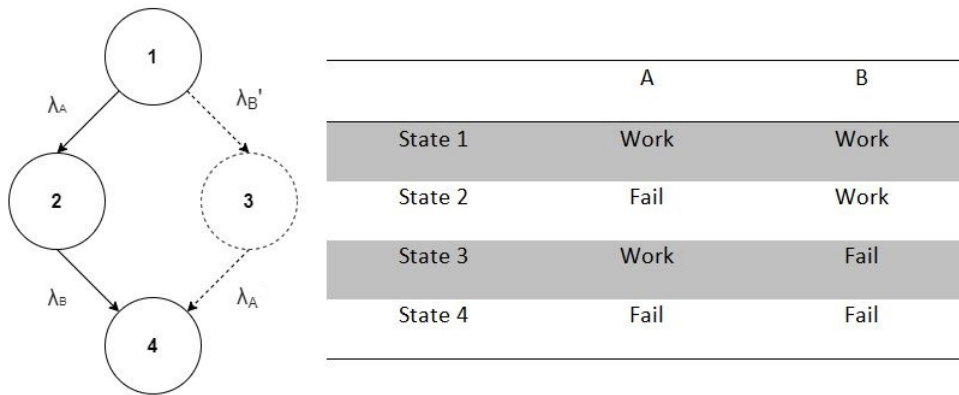 1
λA
λB'
2
3
λB
λA
4
A B
State 1 Work Work
State 2 Fail Work
State 3 Work Fail
State 4 Fail Fail